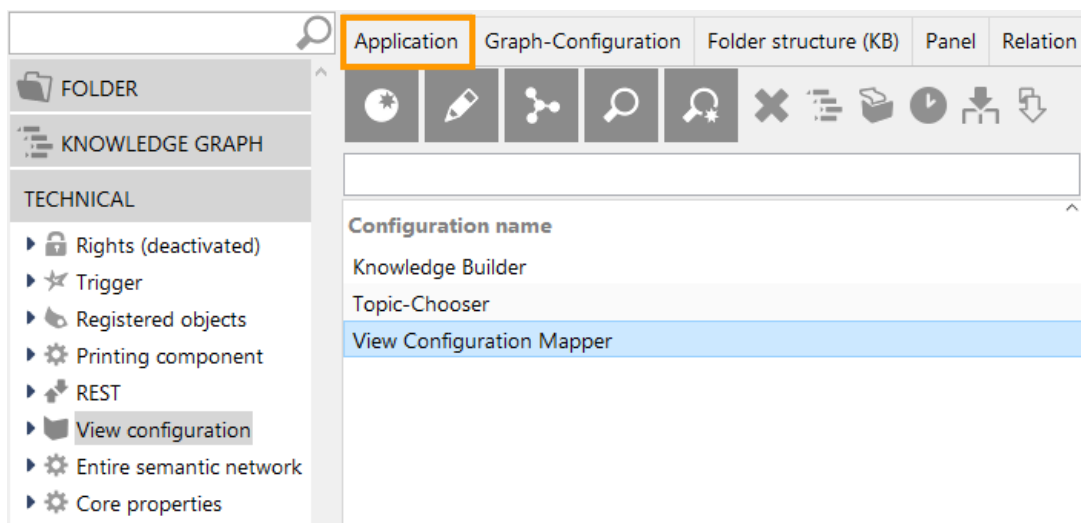 Application Graph-Configuration Folder structure (KB) Panel Relation
FOLDER
KNOWLEDGE GRAPH
TECHNICAL
Rights (deactivated)
Trigger
Registered objects
Printing component
REST
View configuration
Entire semantic network
Core properties
Configuration name
Knowledge Builder
Topic-Chooser
View Configuration Mapper